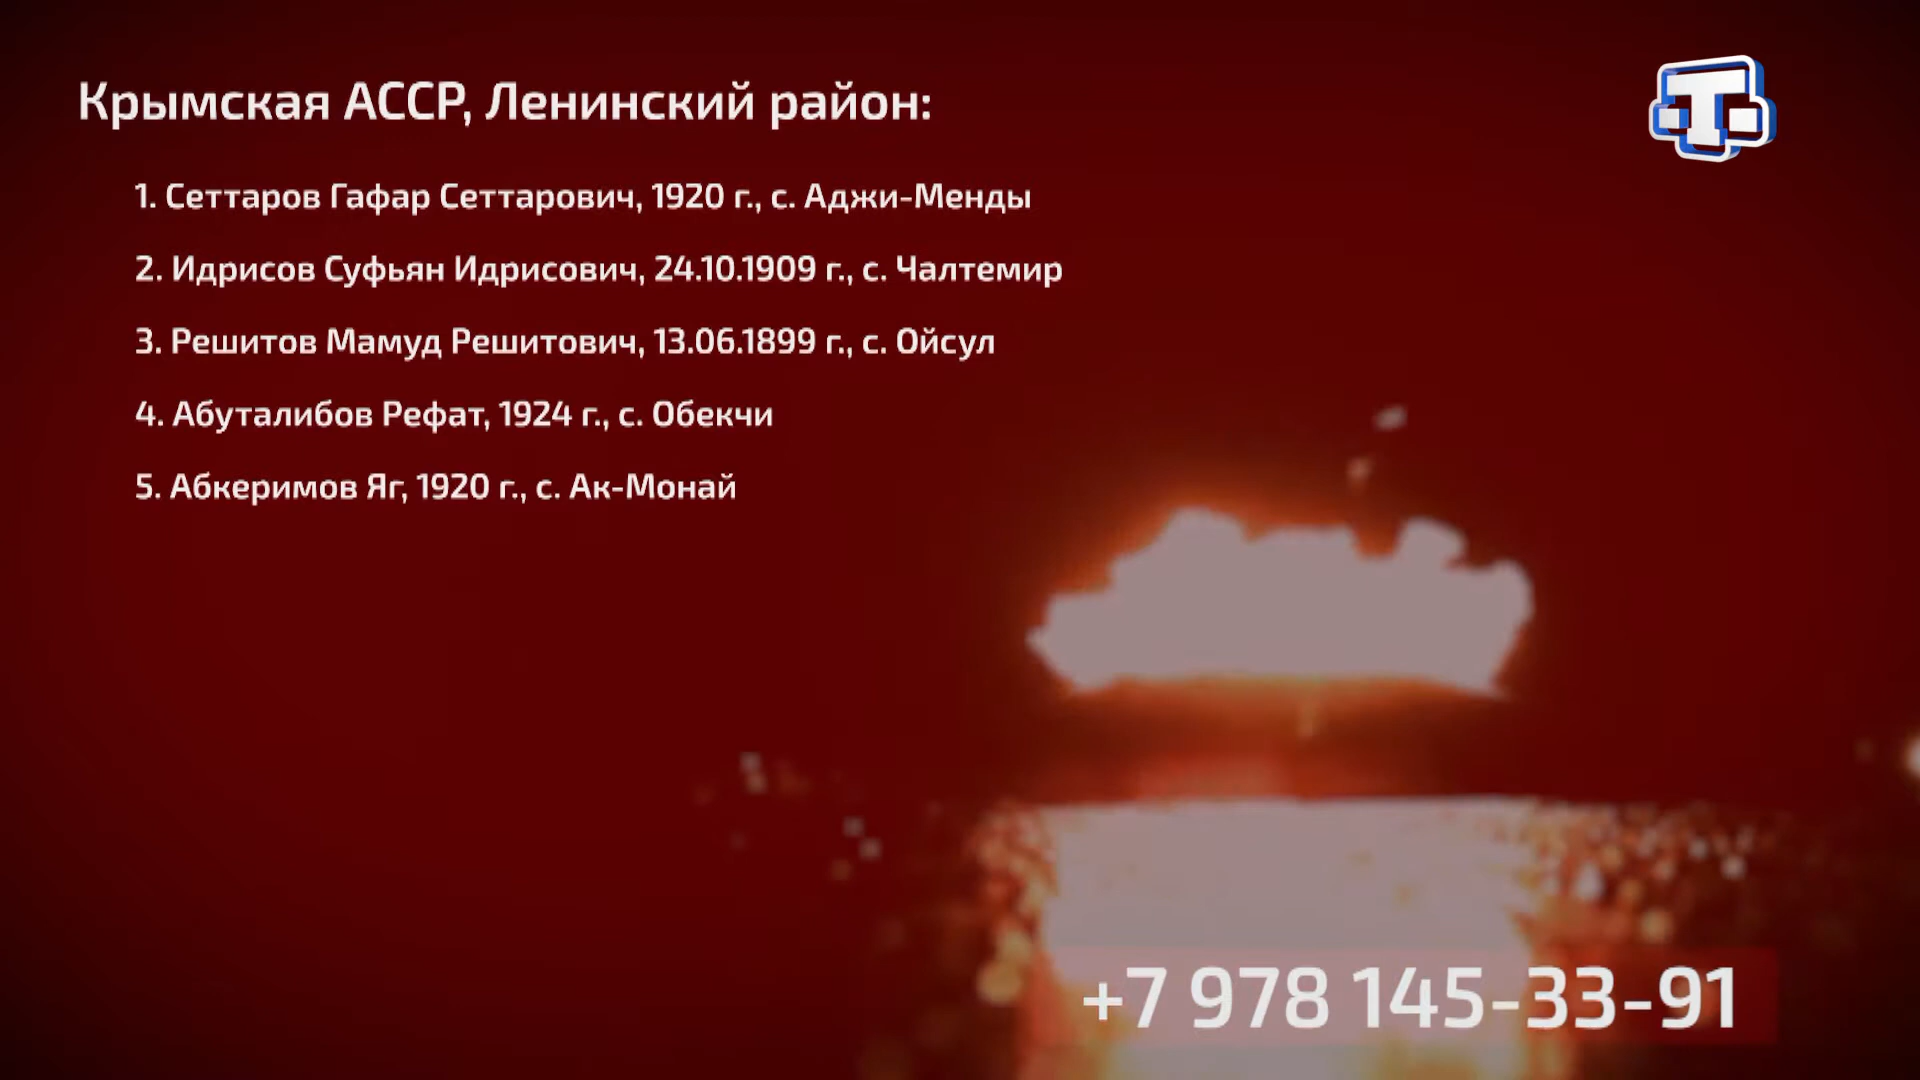 Крымская АССР, Ленинский район:
1. Сеттаров Гафар Сеттарович, 1920 г., с. Аджи-Менды
2. Идрисов Суфьян Идрисович, 24.10.1909 г., с. Чалтемир
3. Решитов Мамуд Решитович, 13.06.1899 г., с. Ойсул
4. Абуталибов Рефат, 1924 г., с. Обекчи
5. Абкеримов Яг, 1920 г., с. Ак-Монай
+7 978 145-33-91